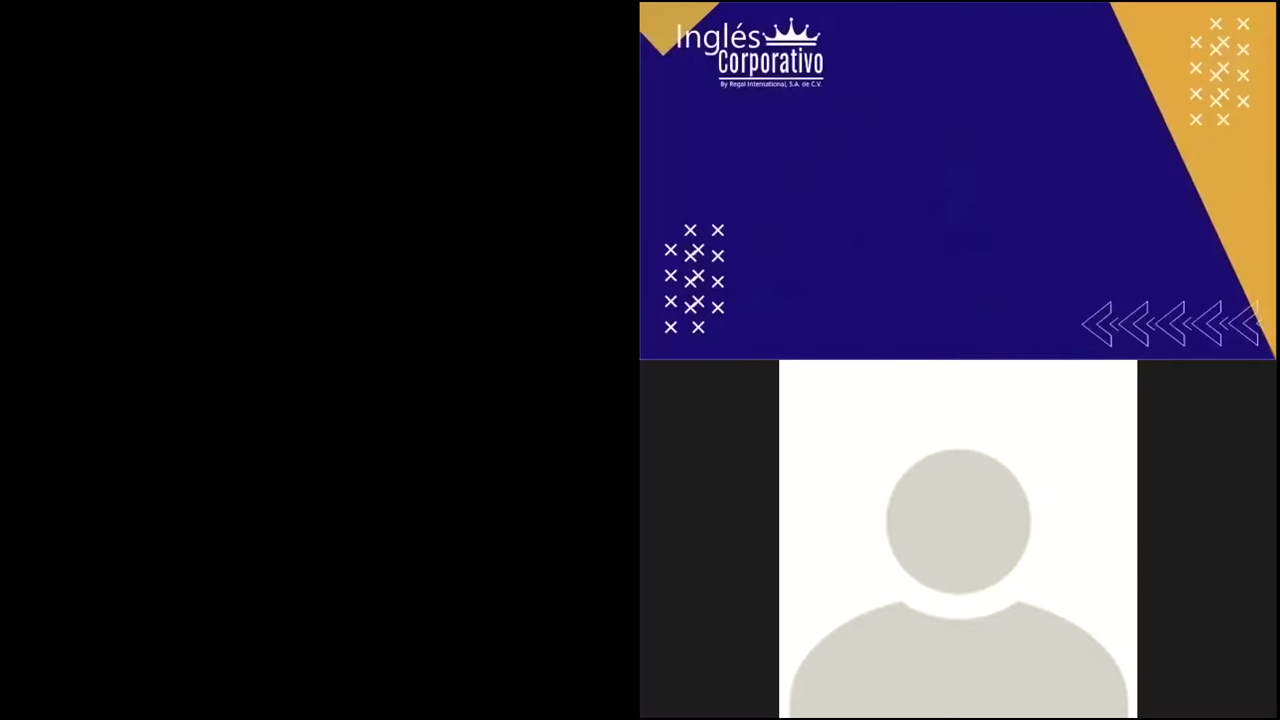 Inglés
Corporativo
By Regal International, S.A. de C.V.